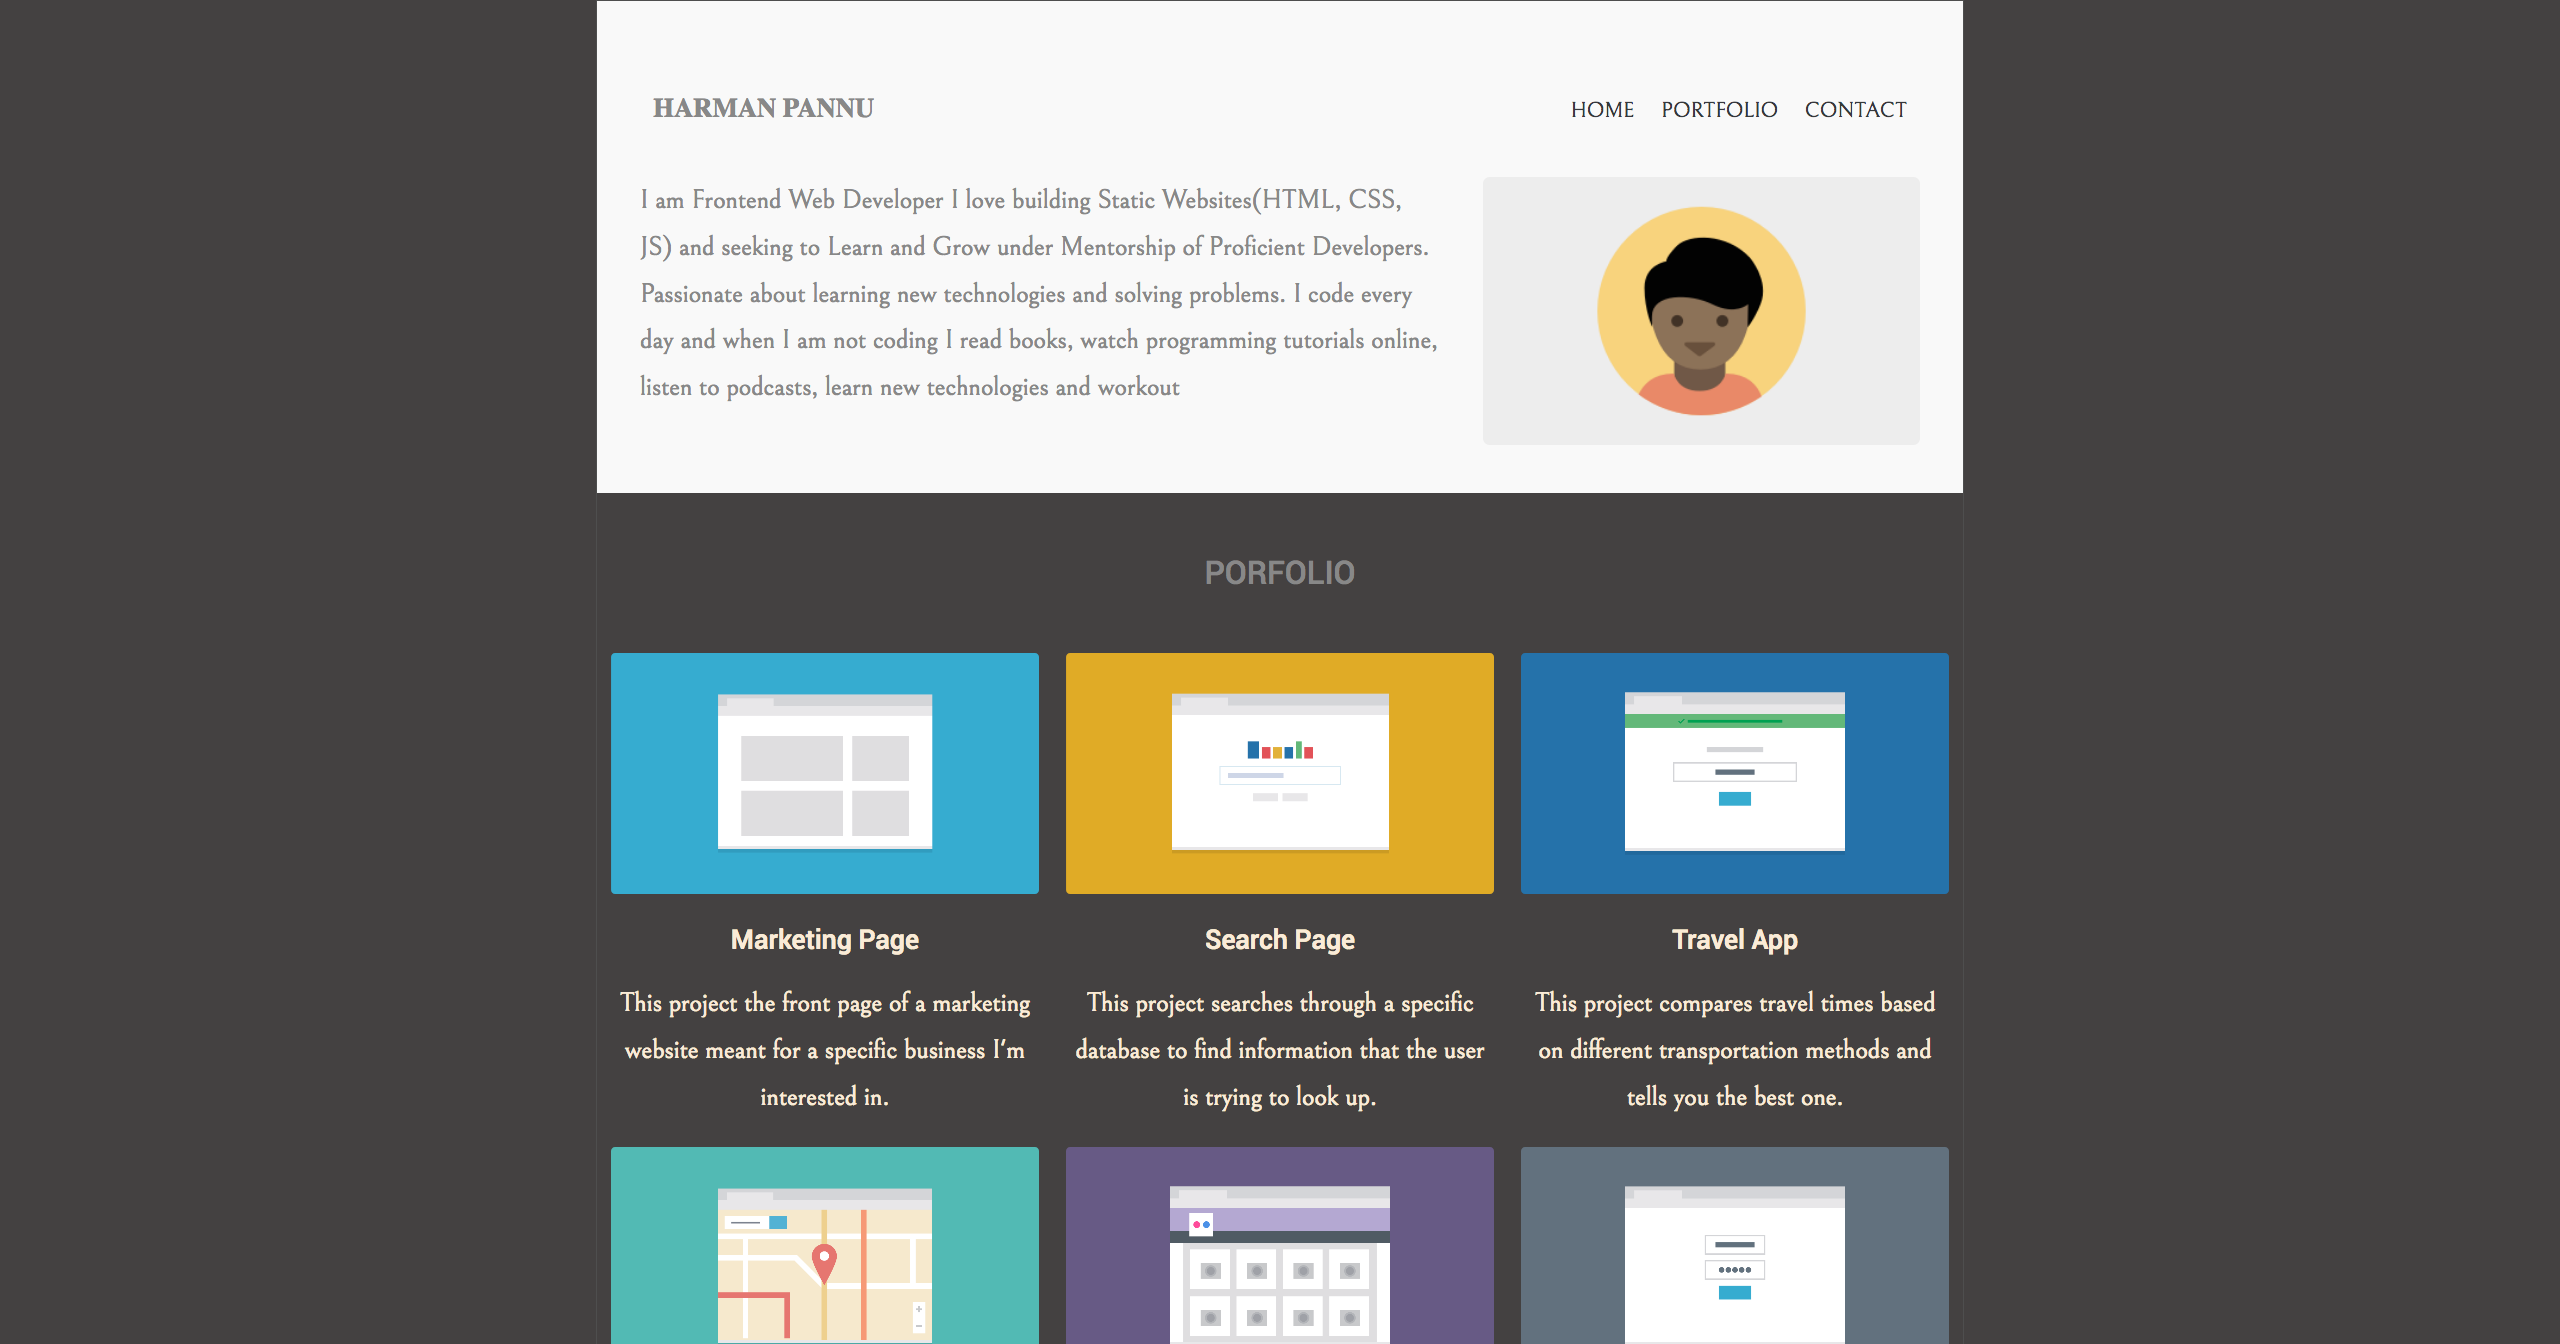 HARMAN PANNU
HOME PORTFOLIO CONTACT
I am Frontend Web Developer I love building Static Websites(HTML, CSS,
JS) and seeking to Learn and Grow under Mentorship of Proficient Developers.
Passionate about learning new technologies and solving problems. I code every
day and when I am not coding I read books, watch programming tutorials online,
listen to podcasts, learn new technologies and workout
PORFOLIO
Marketing Page
This project the front page of a marketing
website meant for a specific business I'm
interested in.
Search Page
This project searches through a specific
database to find information that the user
is trying to look up.
Travel App
This project compares travel times based
on different transportation methods and
tells you the best one.